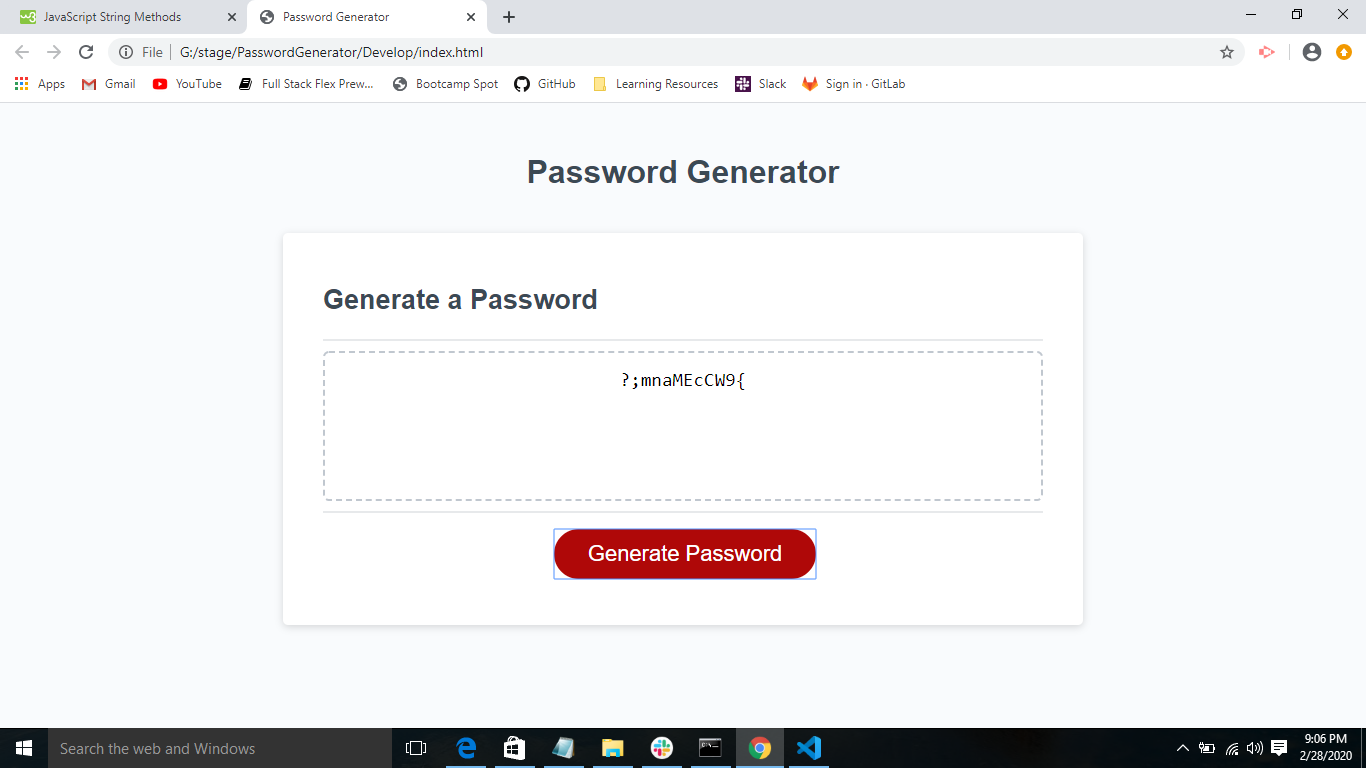 JavaScript String Methods
Password Generator
File
G:/stage/PasswordGenerator/Develop/index.html
Apps
Gmail
YouTube
Full Stack Flex Prew...
Bootcamp Spot
GitHub
Learning Resources
Slack
Sign in · GitLab
Password Generator
Generate a Password
?;mnaMEcCW9{
Generate Password
Search the web and Windows
9:06 PM
2/28/2020